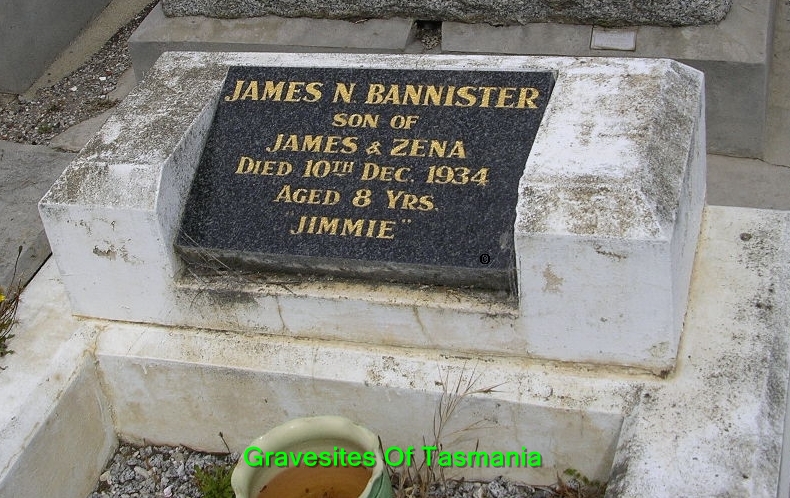 JAMES N BANNISTER
SON OF
JAMES & ZENA
DIED 10TH DEC. 1934
AGED 8 YRS.
"JIMMIE"
Gravesites Of Tasmania